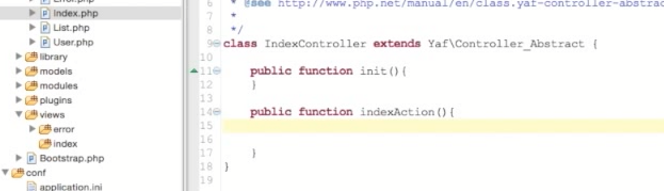 Error.php
Index.php
List.php
User.php
library
models
modules
plugins
views
error
index
Bootstrap.php
conf
application.ini
6 * @see http://www.php.net/manual/en/class.yaf-controller-abstrac
7 *
8 */
9 class IndexController extends Yaf\Controller_Abstract {
10
11 public function init(){
12 }
13
14 public function indexAction(){
15
16
17 }
18 }
19